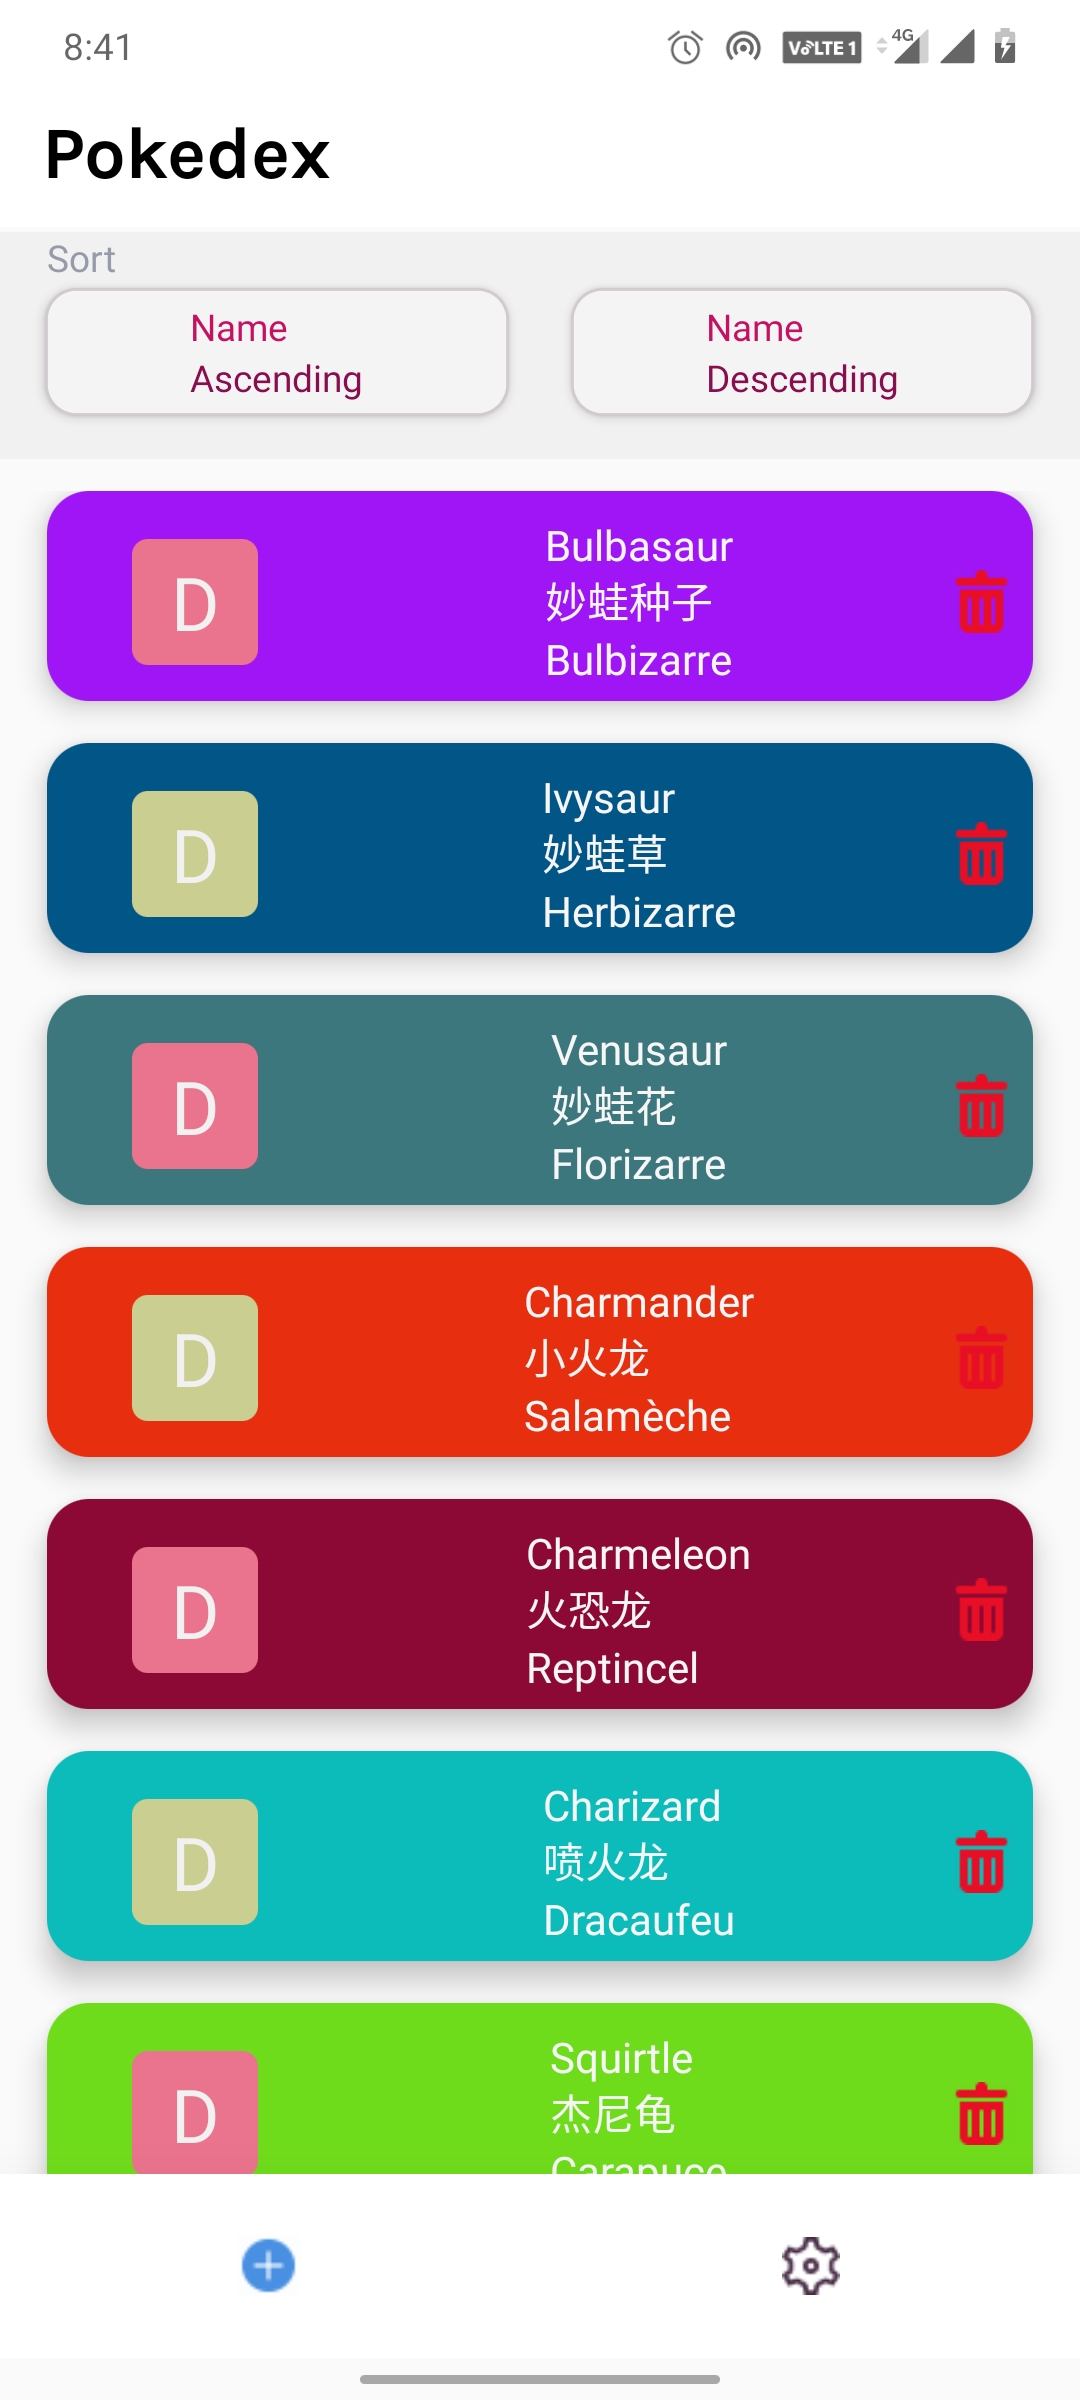 8:41
VoLTE 1
4G
Pokedex
Sort
Name
Ascending
Name
Descending
D
Bulbasaur
妙蛙种子
Bulbizarre
D
Ivysaur
妙蛙草
Herbizarre
D
Venusaur
妙蛙花
Florizarre
D
Charmander
小火龙
Salamèche
D
Charmeleon
火恐龙
Reptincel
D
Charizard
喷火龙
Dracaufeu
D
Squirtle
杰尼龟
Carapuce